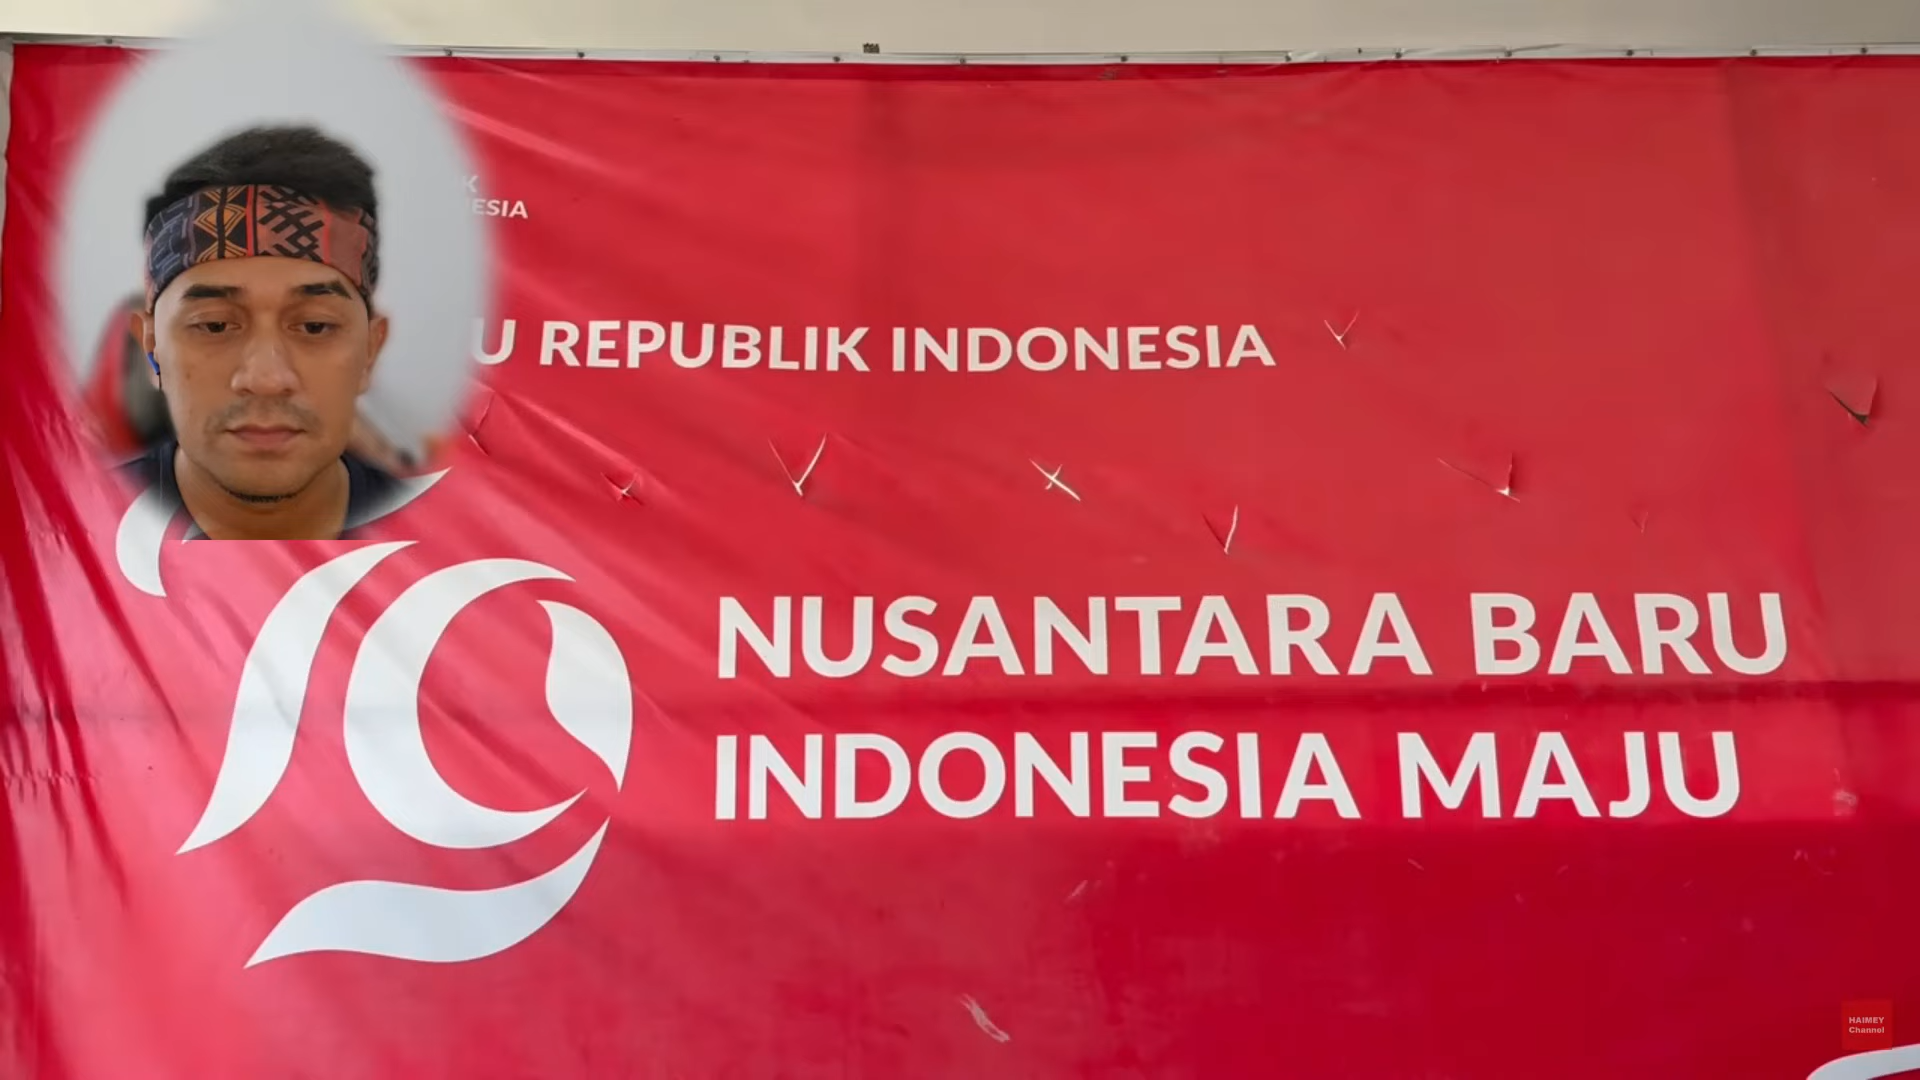 REPUBLIK INDONESIA
NUSANTARA BARU
INDONESIA MAJU
HAIMEY
Channel